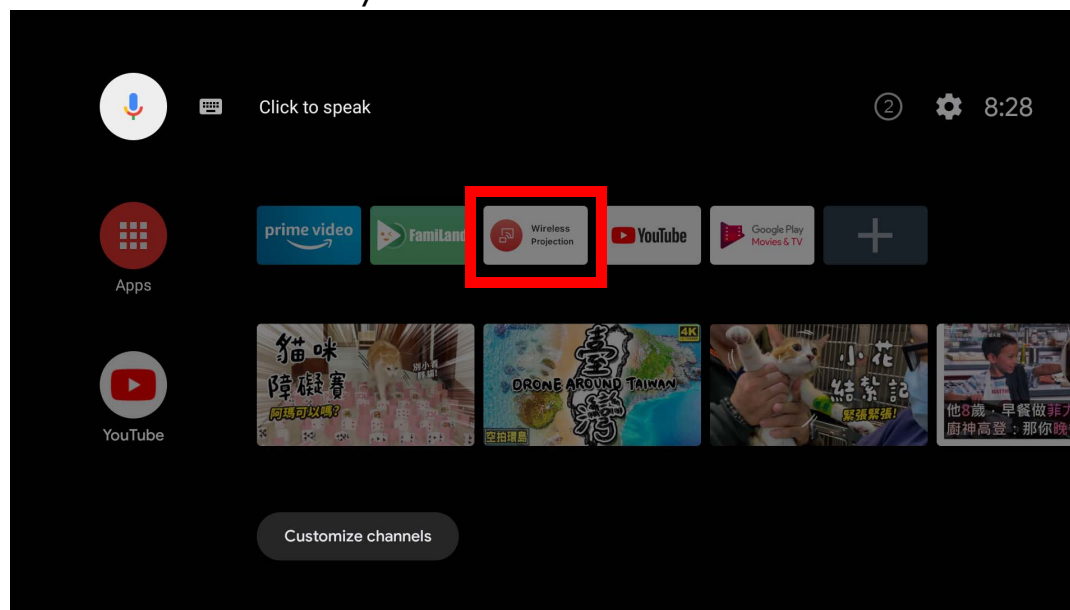 Click to speak
2
8:28
prime video
FamiLand
Wireless
Projection
YouTube
Google Play
Movies & TV
Apps
貓咪
障礙賽
阿瑪可以嗎?
4K
臺
DRONE AROUND TAIWAN
灣
空拍環島
小花
結紮記
緊張緊張!
他8歲,早餐做菲力
廚神高登:那你晚
YouTube
Customize channels